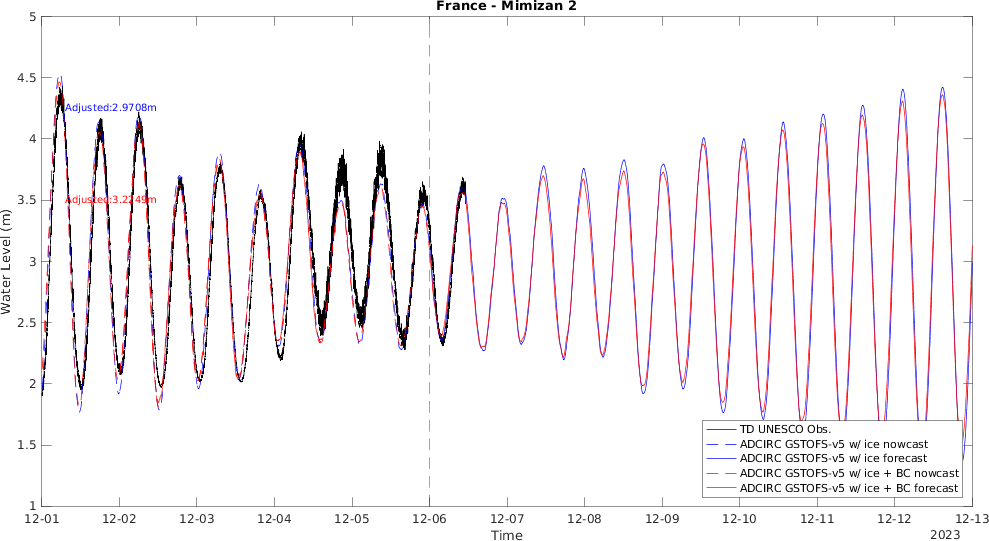 France - Mimizan 2
5
4.5
4
3.5
3
2.5
2
1.5
1
Water Level (m)
Adjusted:2.9708m
Adjusted:3.2249m
TD UNESCO Obs.
ADCIRC GSTOFS-v5 w/ ice nowcast
ADCIRC GSTOFS-v5 w/ ice forecast
ADCIRC GSTOFS-v5 w/ ice + BC nowcast
ADCIRC GSTOFS-v5 w/ ice + BC forecast
12-01 12-02 12-03 12-04 12-05 12-06 12-07 12-08 12-09 12-10 12-11 12-12 12-13
Time
2023